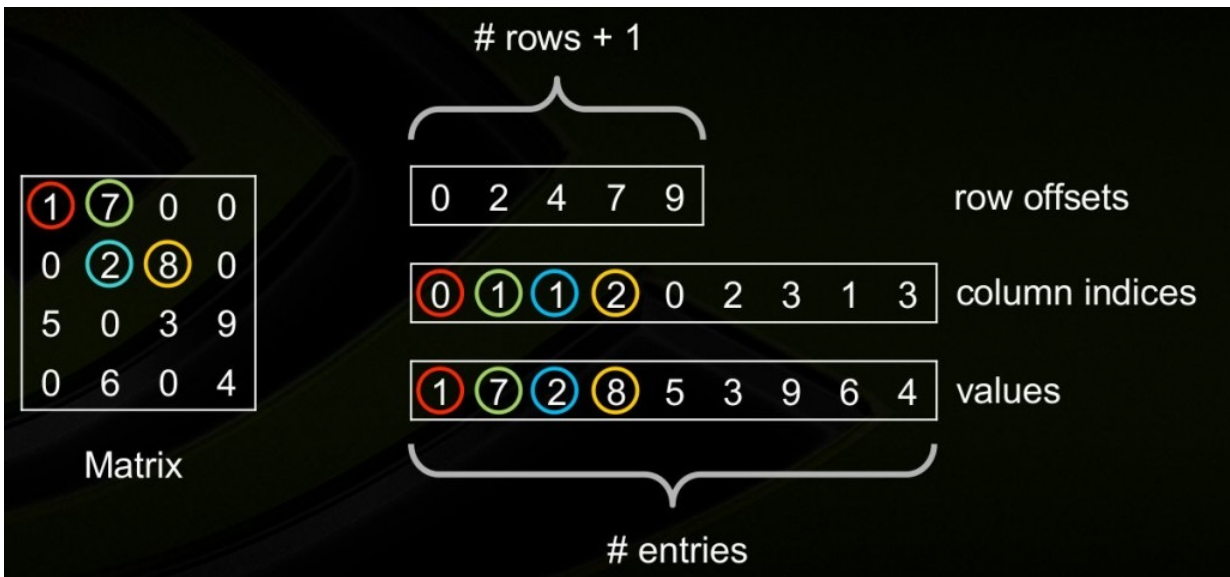 # rows + 1
0 2 4 7 9 row offsets
1 7 0 0
0 2 8 0
5 0 3 9
0 6 0 4
Matrix
0 1 1 2 0 2 3 1 3 column indices
1 7 2 8 5 3 9 6 4 values
# entries